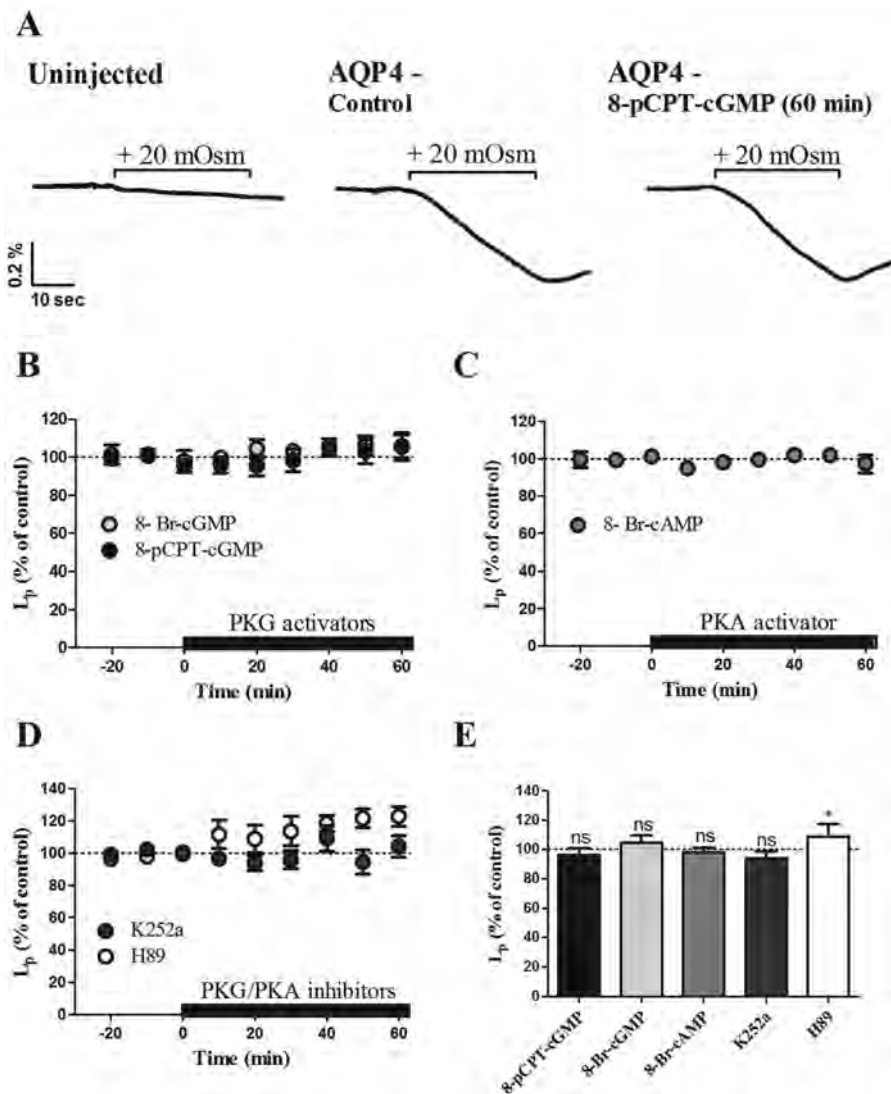 A
Uninjected
AQP4 -
Control
AQP4 -
8-pCPT-cGMP (60 min)
+ 20 mOsm
+ 20 mOsm
+ 20 mOsm
0.2 %
10 sec
B
120
100
80
60
40
20
0
Lp (% of control)
8- Br-cGMP
8-pCPT-cGMP
PKG activators
-20
0
20
40
60
Time (min)
C
120
100
80
60
40
20
0
Lp (% of control)
8- Br-cAMP
PKA activator
-20
0
20
40
60
Time (min)
D
140
120
100
80
60
40
20
0
Lp (% of control)
K252a
H89
PKG/PKA inhibitors
-20
0
20
40
60
Time (min)
E
140
120
100
80
60
40
20
0
Lp (% of control)
ns
ns
ns
ns
8-pCPT-cGMP
8-Br-cGMP
8-Br-cAMP
K252a
H89